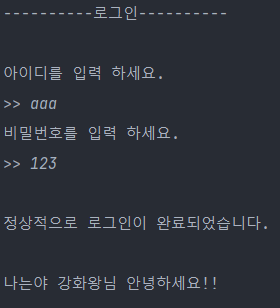 ----------로그인----------
아이디를 입력 하세요.
>> aaa
비밀번호를 입력 하세요.
>> 123
정상적으로 로그인이 완료되었습니다.
나는야 강화왕님 안녕하세요!!